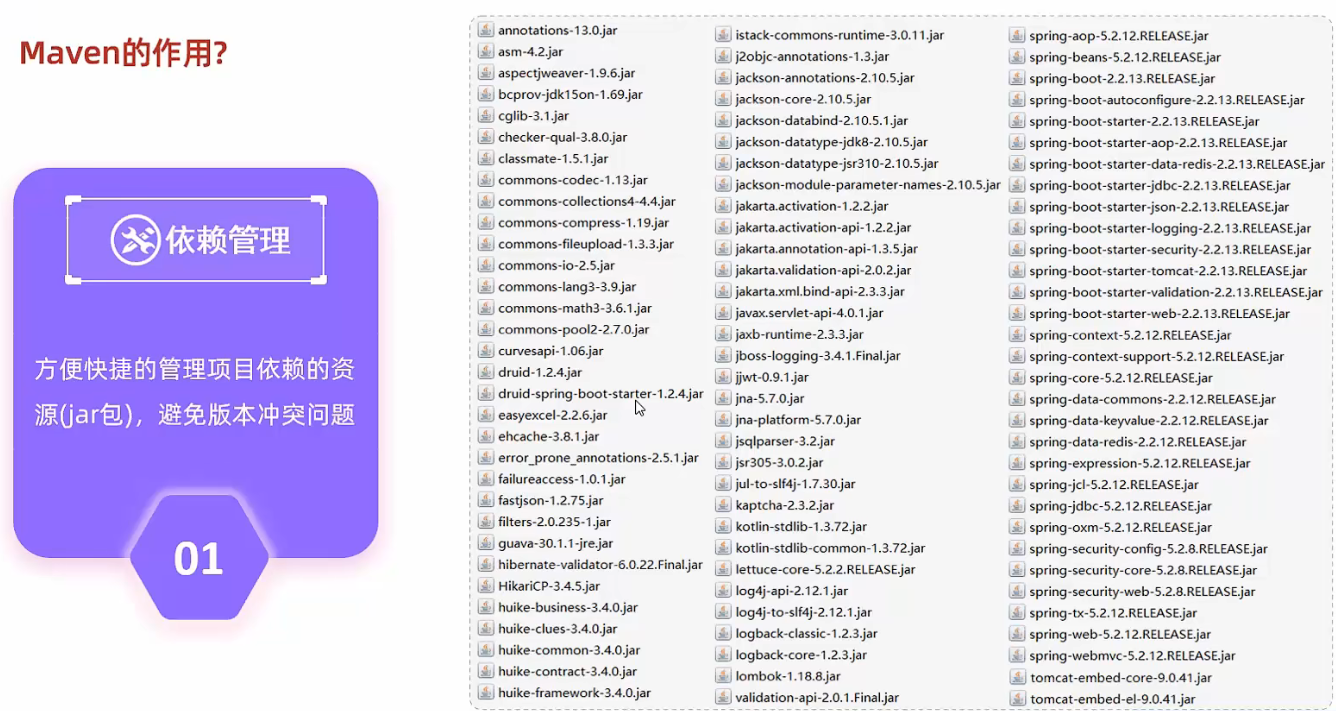 Maven的作用?
依赖管理
方便快捷的管理项目依赖的资
源(jar包)，避免版本冲突问题
01
annotations-13.0.jar
asm-4.2.jar
aspectjweaver-1.9.6.jar
bcprov-jdk15on-1.69.jar
cglib-3.1.jar
checker-qual-3.8.0.jar
classmate-1.5.1.jar
commons-codec-1.13.jar
commons-collections4-4.4.jar
commons-compress-1.19.jar
commons-fileupload-1.3.3.jar
commons-io-2.5.jar
commons-lang3-3.9.jar
commons-math3-3.6.1.jar
commons-pool2-2.7.0.jar
curvesapi-1.06.jar
druid-1.2.4.jar
druid-spring-boot-starter-1.2.4.jar
easyexcel-2.2.6.jar
ehcache-3.8.1.jar
error_prone_annotations-2.5.1.jar
failureaccess-1.0.1.jar
fastjson-1.2.75.jar
filters-2.0.235-1.jar
guava-30.1.1-jre.jar
hibernate-validator-6.0.22.Final.jar
HikariCP-3.4.5.jar
huike-business-3.4.0.jar
huike-clues-3.4.0.jar
huike-common-3.4.0.jar
huike-contract-3.4.0.jar
huike-framework-3.4.0.jar
istack-commons-runtime-3.0.11.jar
j2objc-annotations-1.3.jar
jackson-annotations-2.10.5.jar
jackson-core-2.10.5.jar
jackson-databind-2.10.5.1.jar
jackson-datatype-jdk8-2.10.5.jar
jackson-datatype-jsr310-2.10.5.jar
jackson-module-parameter-names-2.10.5.jar
jakarta.activation-1.2.2.jar
jakarta.activation-api-1.2.2.jar
jakarta.annotation-api-1.3.5.jar
jakarta.validation-api-2.0.2.jar
jakarta.xml.bind-api-2.3.3.jar
javax.servlet-api-4.0.1.jar
jaxb-runtime-2.3.3.jar
jboss-logging-3.4.1.Final.jar
jjwt-0.9.1.jar
jna-5.7.0.jar
jna-platform-5.7.0.jar
jsqlparser-3.2.jar
jsr305-3.0.2.jar
jul-to-slf4j-1.7.30.jar
kaptcha-2.3.2.jar
kotlin-stdlib-1.3.72.jar
kotlin-stdlib-common-1.3.72.jar
lettuce-core-5.2.2.RELEASE.jar
log4j-api-2.12.1.jar
log4j-to-slf4j-2.12.1.jar
logback-classic-1.2.3.jar
logback-core-1.2.3.jar
lombok-1.18.8.jar
validation-api-2.0.1.Final.jar
spring-aop-5.2.12.RELEASE.jar
spring-beans-5.2.12.RELEASE.jar
spring-boot-2.2.13.RELEASE.jar
spring-boot-autoconfigure-2.2.13.RELEASE.jar
spring-boot-starter-2.2.13.RELEASE.jar
spring-boot-starter-aop-2.2.13.RELEASE.jar
spring-boot-starter-data-redis-2.2.13.RELEASE.jar
spring-boot-starter-jdbc-2.2.13.RELEASE.jar
spring-boot-starter-json-2.2.13.RELEASE.jar
spring-boot-starter-logging-2.2.13.RELEASE.jar
spring-boot-starter-security-2.2.13.RELEASE.jar
spring-boot-starter-tomcat-2.2.13.RELEASE.jar
spring-boot-starter-validation-2.2.13.RELEASE.jar
spring-boot-starter-web-2.2.13.RELEASE.jar
spring-context-5.2.12.RELEASE.jar
spring-context-support-5.2.12.RELEASE.jar
spring-core-5.2.12.RELEASE.jar
spring-data-commons-2.2.12.RELEASE.jar
spring-data-keyvalue-2.2.12.RELEASE.jar
spring-data-redis-2.2.12.RELEASE.jar
spring-expression-5.2.12.RELEASE.jar
spring-jcl-5.2.12.RELEASE.jar
spring-jdbc-5.2.12.RELEASE.jar
spring-oxm-5.2.12.RELEASE.jar
spring-security-config-5.2.8.RELEASE.jar
spring-security-core-5.2.8.RELEASE.jar
spring-security-web-5.2.8.RELEASE.jar
spring-tx-5.2.12.RELEASE.jar
spring-web-5.2.12.RELEASE.jar
spring-webmvc-5.2.12.RELEASE.jar
tomcat-embed-core-9.0.41.jar
tomcat-embed-el-9.0.41.jar